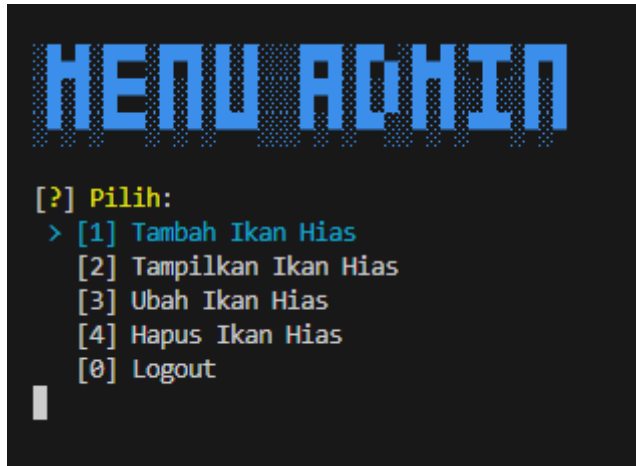 MENU ADMIN
[?] Pilih:
> [1] Tambah Ikan Hias
[2] Tampilkan Ikan Hias
[3] Ubah Ikan Hias
[4] Hapus Ikan Hias
[0] Logout